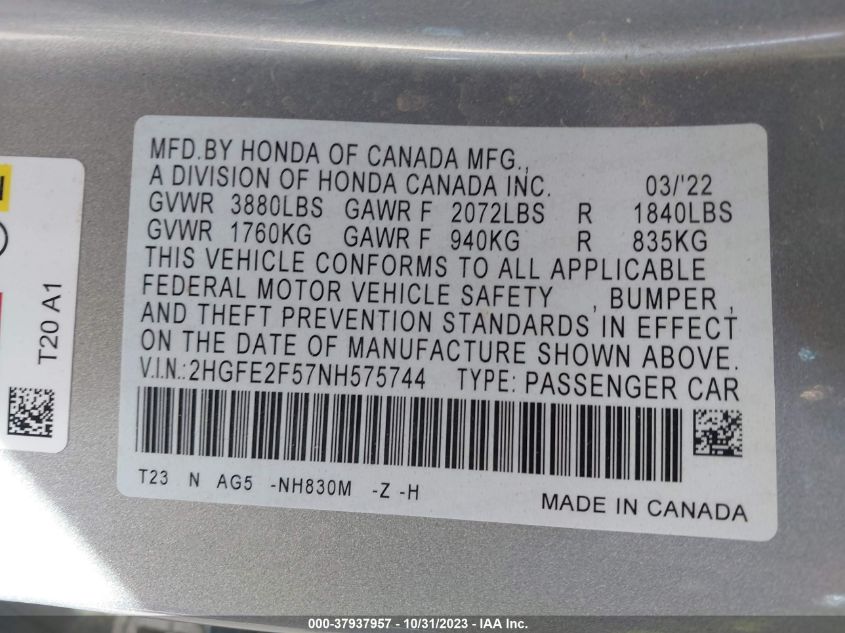 MFD.BY HONDA OF CANADA MFG.,
A DIVISION OF HONDA CANADA INC. 03/'22
GVWR 3880LBS GAWR F 2072LBS R 1840LBS
GVWR 1760KG GAWR F 940KG R 835KG
THIS VEHICLE CONFORMS TO ALL APPLICABLE
FEDERAL MOTOR VEHICLE SAFETY , BUMPER ,
AND THEFT PREVENTION STANDARDS IN EFFECT
ON THE DATE OF MANUFACTURE SHOWN ABOVE.
V.I.N.:2HGFE2F57NH575744 TYPE: PASSENGER CAR
T23 N AG5 -NH830M -Z -H
MADE IN CANADA
T20 A1
000-37937957 - 10/31/2023 - IAA Inc.